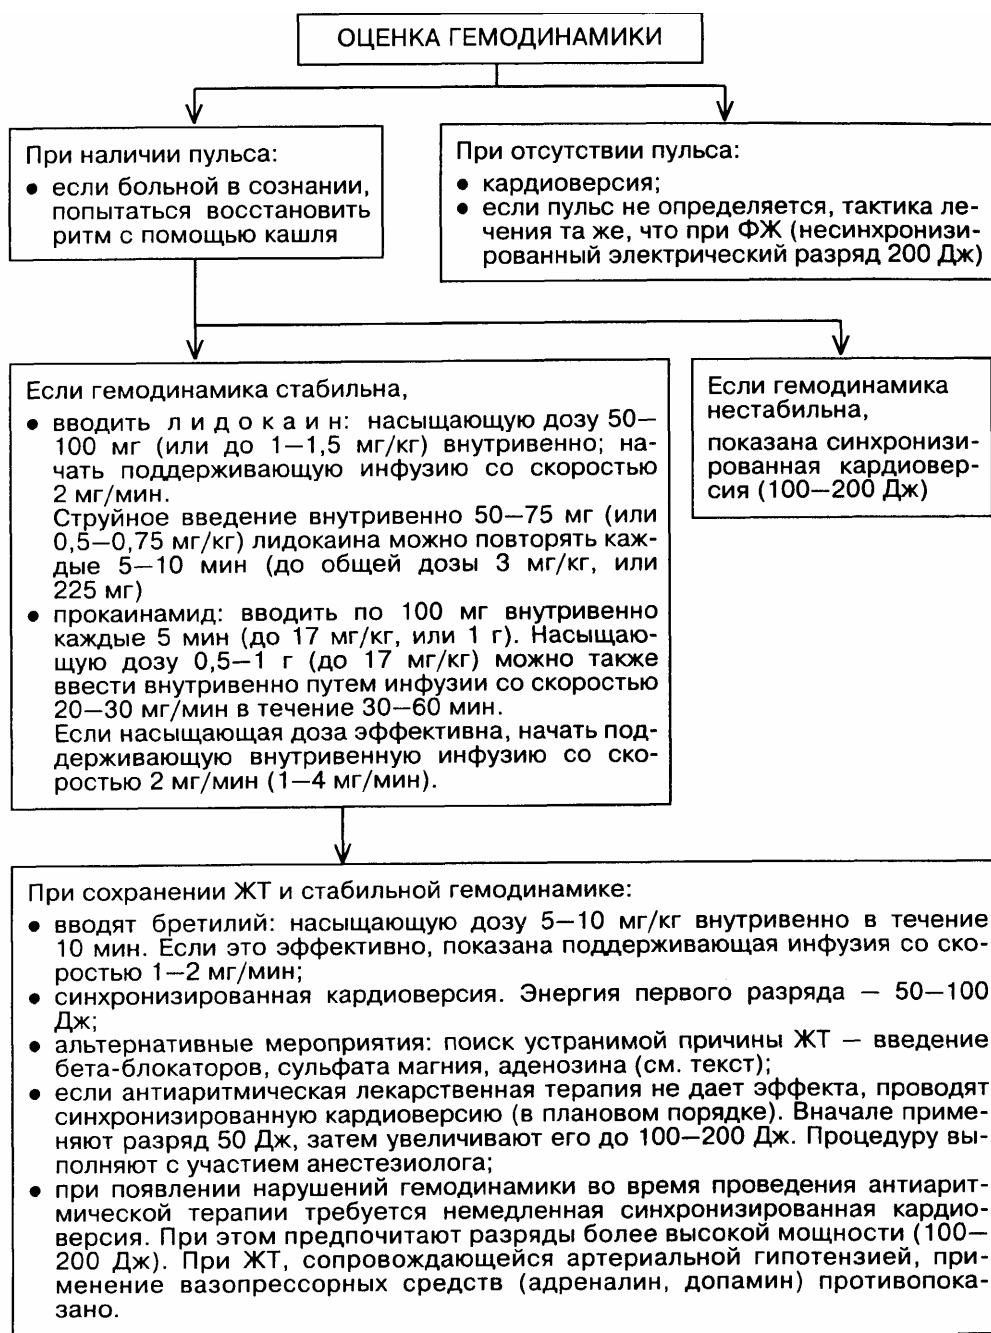 ОЦЕНКА ГЕМОДИНАМИКИ
При наличии пульса:
• если больной в сознании,
попытаться восстановить
ритм с помощью кашля
При отсутствии пульса:
• кардиоверсия;
• если пульс не определяется, тактика ле-
чения та же, что при ФЖ (несинхронизи-
рованный электрический разряд 200 Дж)
Если гемодинамика стабильна,
• вводить л и д о к а и н: насыщающую дозу 50—
100 мг (или до 1—1,5 мг/кг) внутривенно; на-
чать поддерживающую инфузию со скоростью
2 мг/мин.
Струйное введение внутривенно 50—75 мг (или
0,5—0,75 мг/кг) лидокаина можно повторять каж-
дые 5—10 мин (до общей дозы 3 мг/кг, или
225 мг)
• прокаинамид: вводить по 100 мг внутривенно
каждые 5 мин (до 17 мг/кг, или 1 г). Насыщаю-
щую дозу 0,5—1 г (до 17 мг/кг) можно также
ввести внутривенно путем инфузии со скоростью
20—30 мг/мин в течение 30—60 мин.
Если насыщающая доза эффективна, начать под-
держивающую внутривенную инфузию со ско-
ростью 2 мг/мин (1—4 мг/мин).
Если гемодинамика
нестабильна,
показана синхронизи-
рованная кардиовер-
сия (100—200 Дж)
При сохранении ЖТ и стабильной гемодинамике:
• вводят бретилий: насыщающую дозу 5—10 мг/кг внутривенно в течение
10 мин. Если это эффективно, показана поддерживающая инфузия со ско-
ростью 1—2 мг/мин;
• синхронизированная кардиоверсия. Энергия первого разряда — 50—100
Дж;
• альтернативные мероприятия: поиск устранимой причины ЖТ — введение
бета-блокаторов, сульфата магния, аденозина (см. текст);
• если антиаритмическая лекарственная терапия не дает эффекта, проводят
синхронизированную кардиоверсию (в плановом порядке). Вначале приме-
няют разряд 50 Дж, затем увеличивают его до 100—200 Дж. Процедуру вы-
полняют с участием анестезиолога;
• при появлении нарушений гемодинамики во время проведения антиарит-
мической терапии требуется немедленная синхронизированная кардио-
версия. При этом предпочитают разряды более высокой мощности (100—
200 Дж). При ЖТ, сопровождающейся артериальной гипотензией, при-
менение вазопрессорных средств (адреналин, допамин) противопока-
зано.